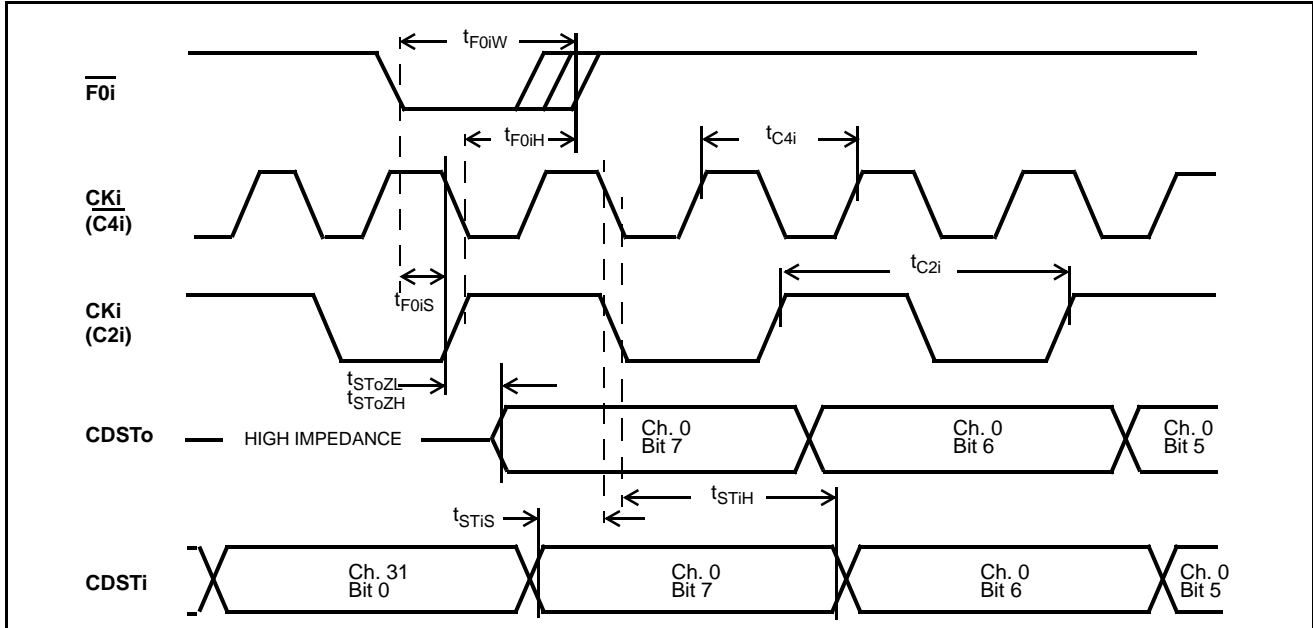 tF0iW
F0i
tF0iH
tC4i
CKi
(C4i)
tF0iS
tC2i
CKi
(C2i)
tSToZL
tSToZH
CDSTo
HIGH IMPEDANCE
Ch. 0
Bit 7
Ch. 0
Bit 6
Ch. 0
Bit 5
tSTiS
tSTiH
CDSTi
Ch. 31
Bit 0
Ch. 0
Bit 7
Ch. 0
Bit 6
Ch. 0
Bit 5